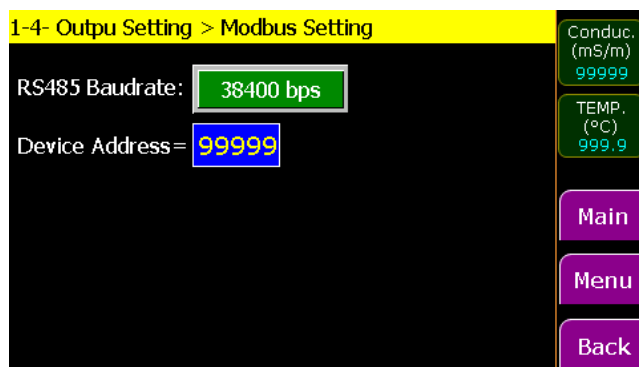 1-4- Outpu Setting > Modbus Setting
RS485 Baudrate: 38400 bps
Device Address= 99999
Conduc.
(mS/m)
99999
TEMP.
(°C)
999.9
Main
Menu
Back